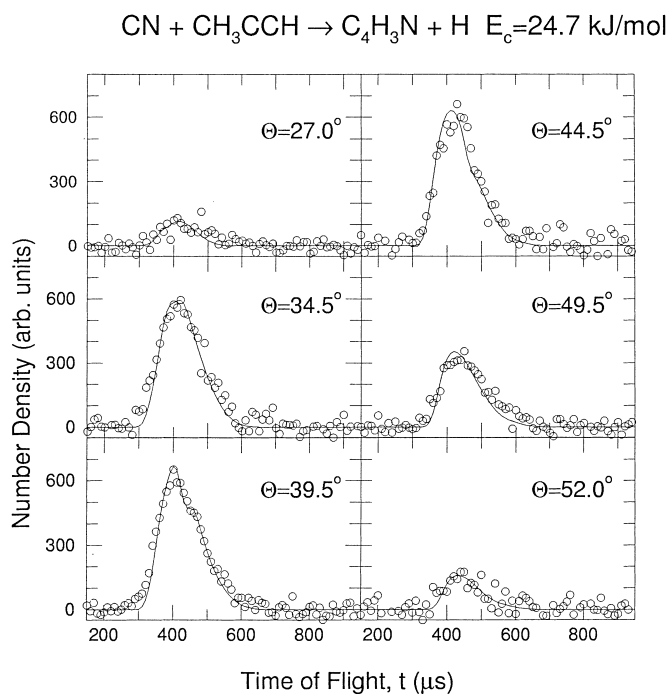 CN + CH₃CCH → C₄H₃N + H E꜀=24.7 kJ/mol
Number Density (arb. units)
600
300
0
Θ=27.0°
Θ=44.5°
600
300
0
Θ=34.5°
Θ=49.5°
600
300
0
Θ=39.5°
Θ=52.0°
200 400 600 800 200 400 600 800
Time of Flight, t (μs)